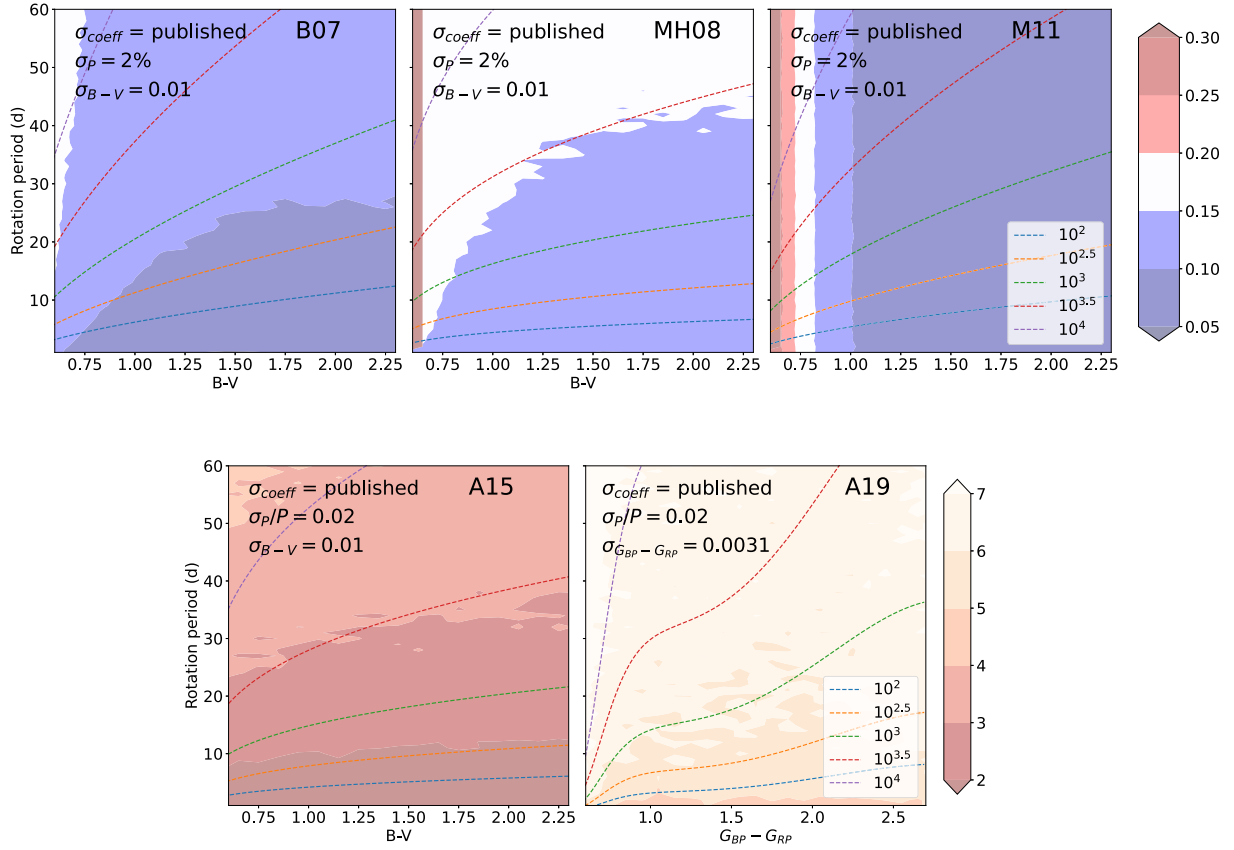 σcoeff = published
B07
σP = 2%
σB−V = 0.01
σcoeff = published
MH08
σP = 2%
σB−V = 0.01
σcoeff = published
M11
σP = 2%
σB−V = 0.01
Rotation period (d)
60
50
40
30
20
10
0.75 1.00 1.25 1.50 1.75 2.00 2.25
B-V
0.75 1.00 1.25 1.50 1.75 2.00 2.25
B-V
0.75 1.00 1.25 1.50 1.75 2.00 2.25
10^2
10^2.5
10^3
10^3.5
10^4
0.30
0.25
0.20
0.15
0.10
0.05
σcoeff = published
A15
σP/P = 0.02
σB−V = 0.01
σcoeff = published
A19
σP/P = 0.02
σGBP−GRP = 0.0031
Rotation period (d)
60
50
40
30
20
10
0.75 1.00 1.25 1.50 1.75 2.00 2.25
B-V
1.0 1.5 2.0 2.5
GBP − GRP
10^2
10^2.5
10^3
10^3.5
10^4
7
6
5
4
3
2